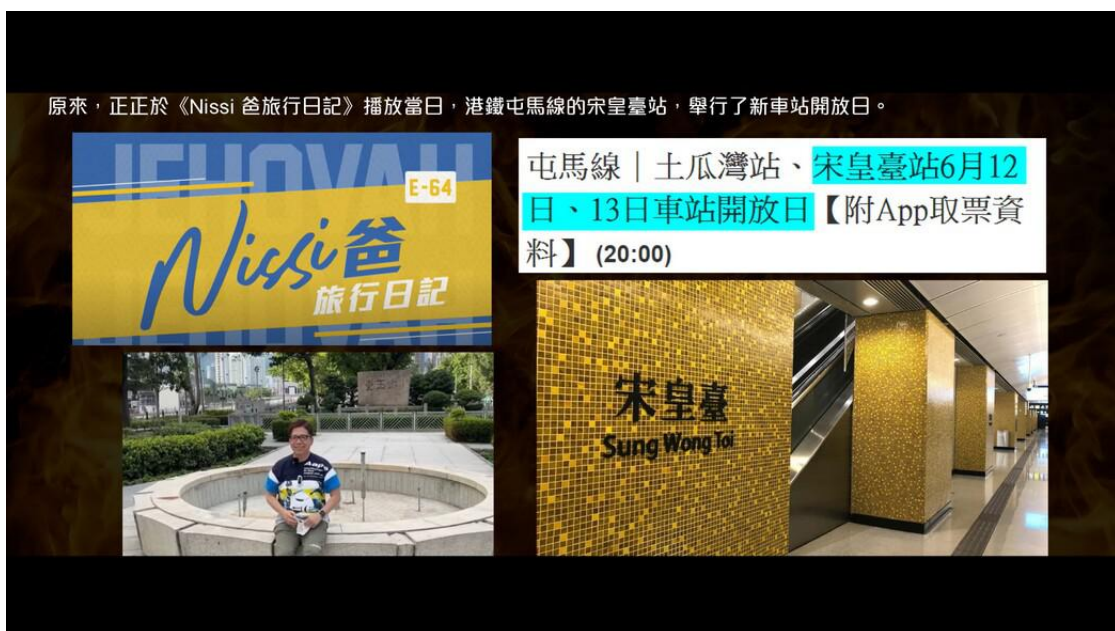 原來，正正於《Nissi 爸旅行日記》播放當日，港鐵屯馬線的宋皇臺站，舉行了新車站開放日。
JEHOVAH
E-64
Nissi爸
旅行日記
屯馬線｜土瓜灣站、宋皇臺站6月12
日、13日車站開放日【附App取票資
料】 (20:00)
宋皇臺
Sung Wong Toi